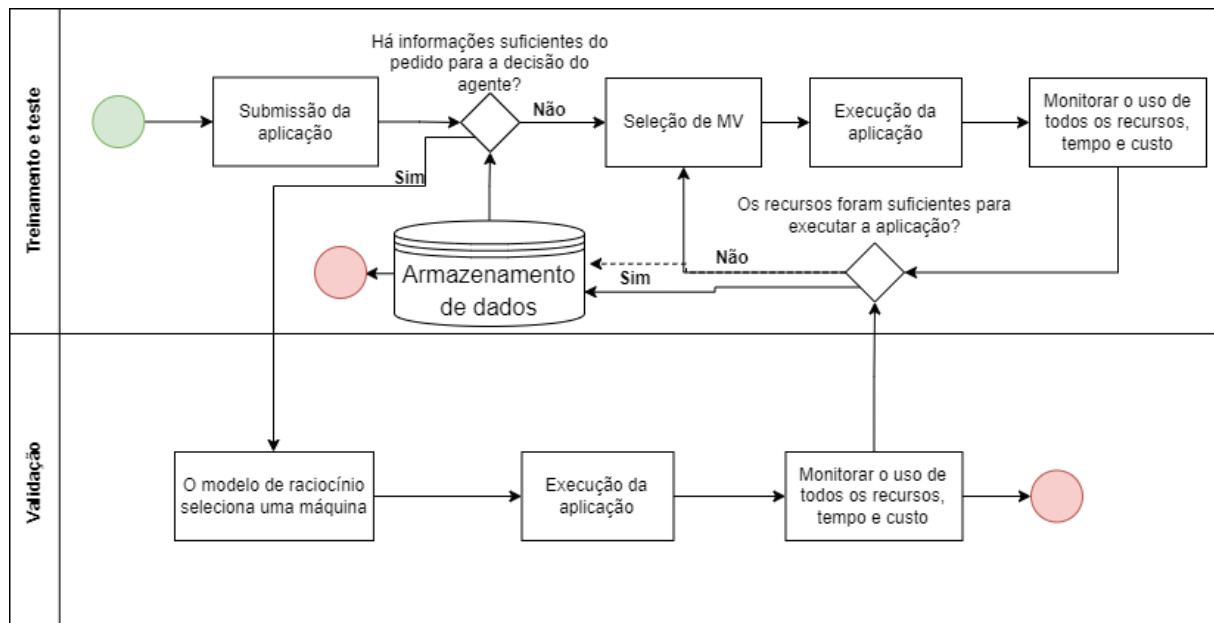 Treinamento e teste
Há informações suficientes do
pedido para a decisão do
agente?
Submissão da
aplicação
Não
Seleção de MV
Execução da
aplicação
Monitorar o uso de
todos os recursos,
tempo e custo
Sim
Os recursos foram suficientes para
executar a aplicação?
Armazenamento
de dados
Não
Sim
Validação
O modelo de raciocínio
seleciona uma máquina
Execução da
aplicação
Monitorar o uso de
todos os recursos,
tempo e custo